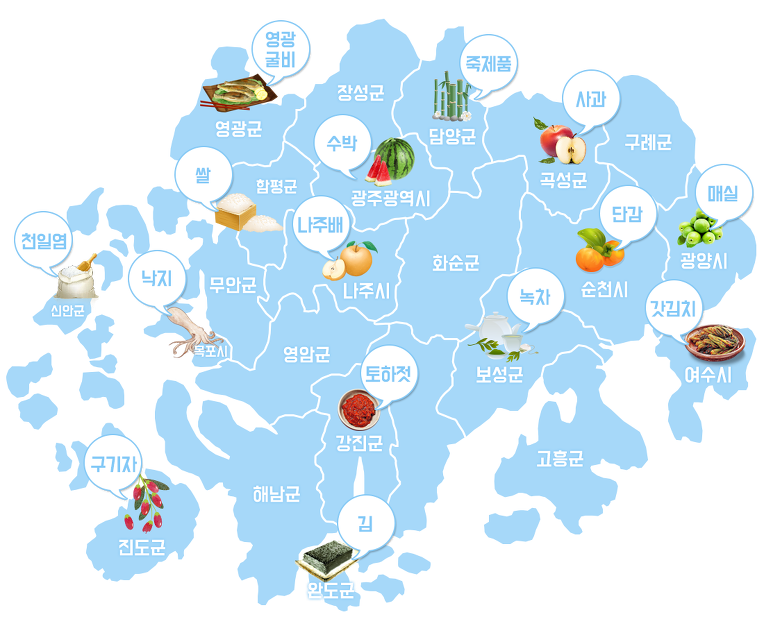 영광
굴비
죽제품
장성군
사과
영광군
담양군
수박
구례군
쌀
함평군
곡성군
매실
광주광역시
나주배
단감
천일염
화순군
광양시
낙지
무안군
나주시
녹차
순천시
갓김치
신안군
목포시
영암군
토하젓
보성군
여수시
강진군
구기자
고흥군
해남군
김
진도군
완도군